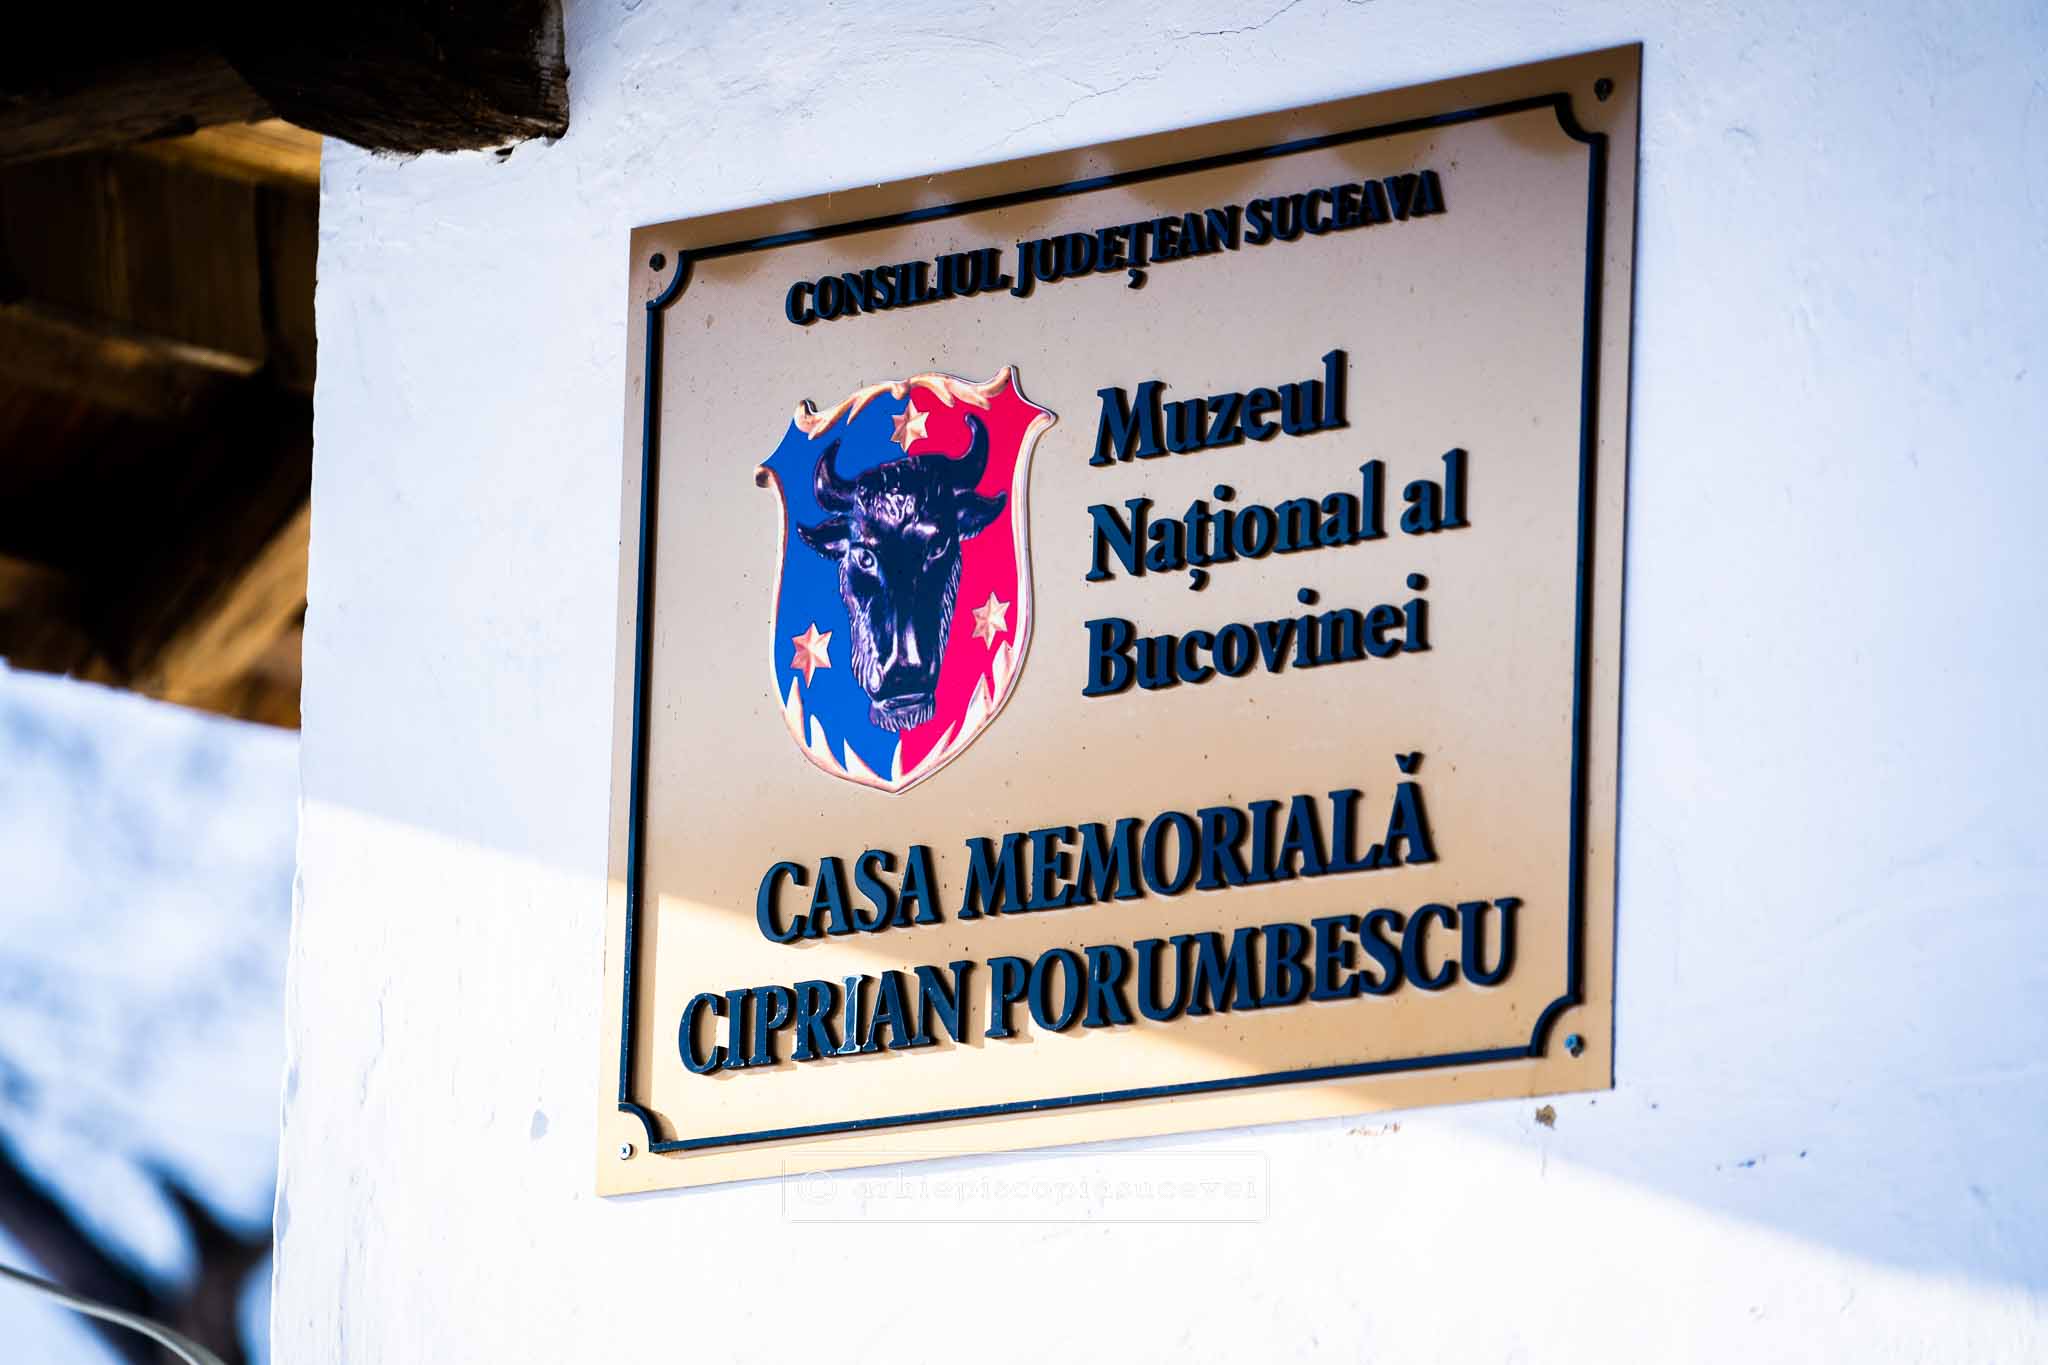 CONSILIUL JUDEȚEAN SUCEAVA
Muzeul
Național al
Bucovinei
CASA MEMORIALĂ
CIPRIAN PORUMBESCU
© arhiepiscopiasucevei